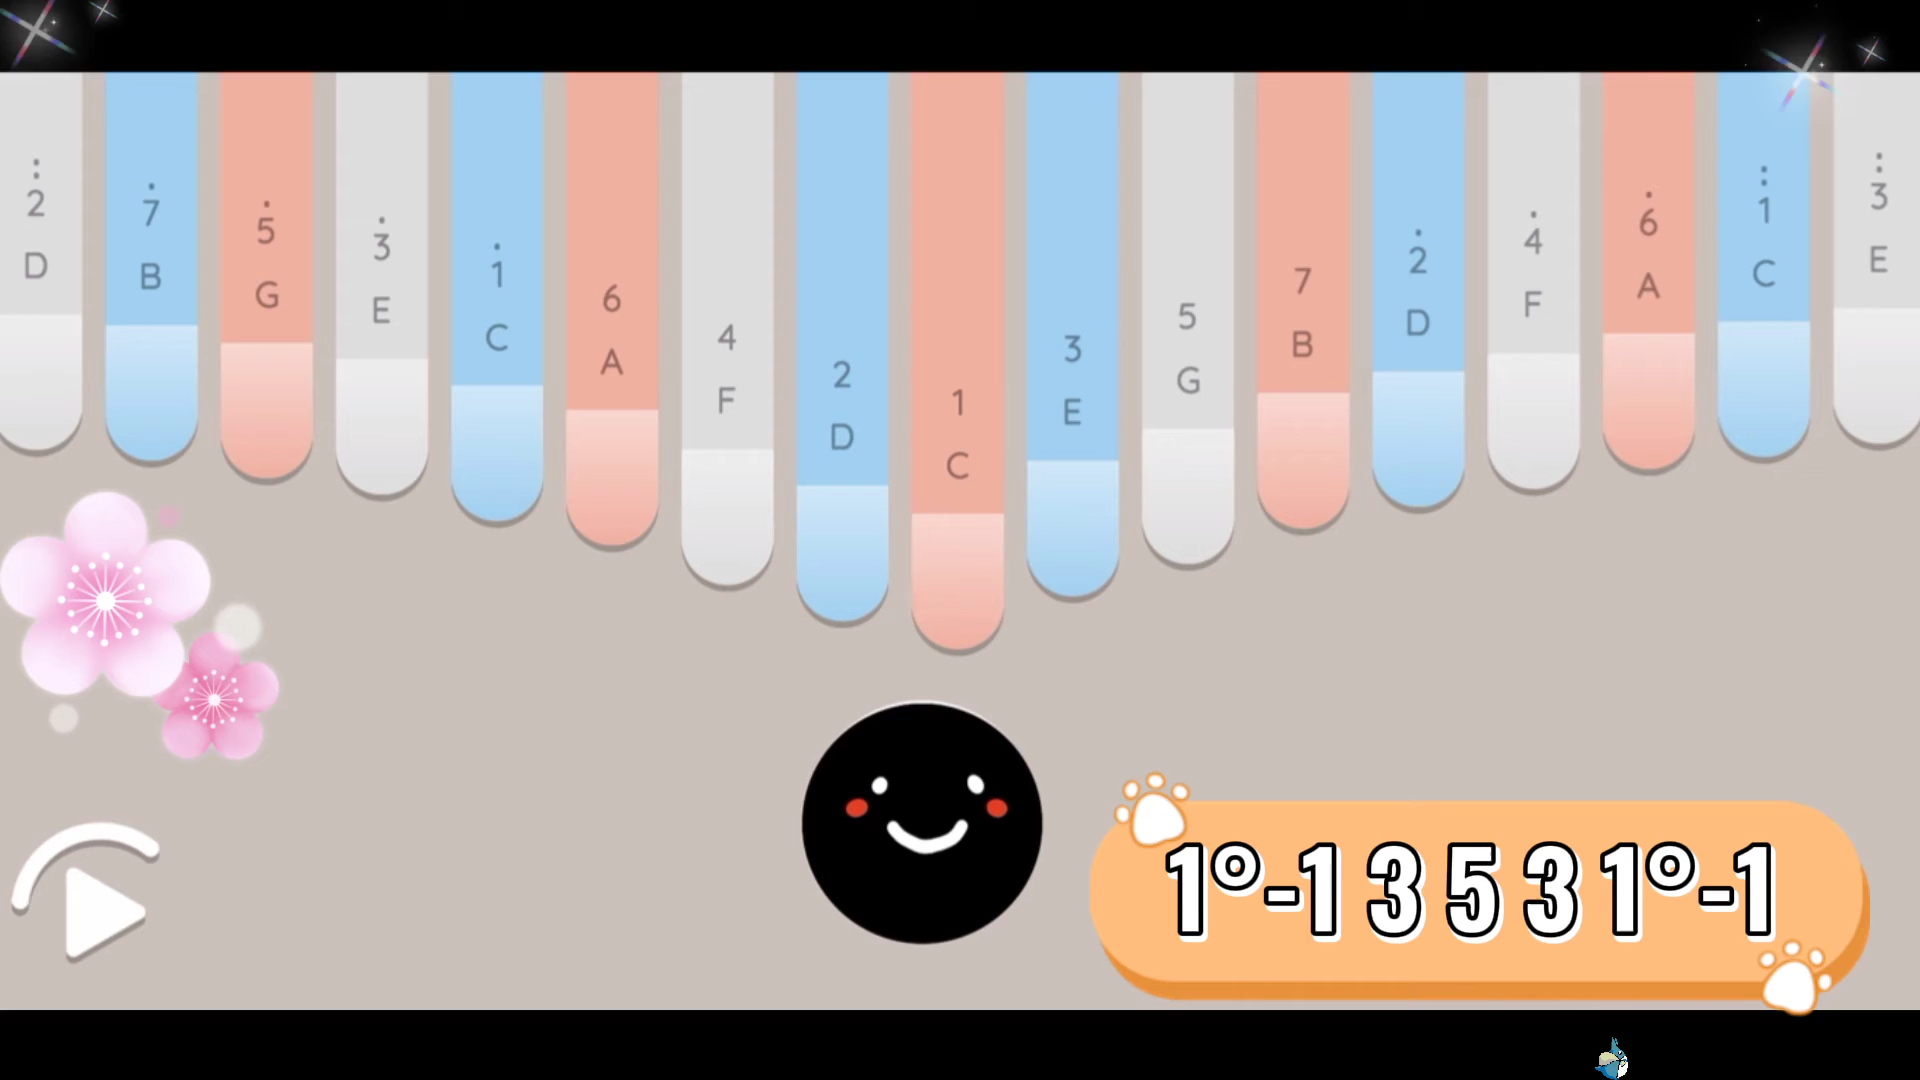 2̈ 7̇ 5̇ 3̇ 1̇ 6 4 2 1 3 5 7 2̇ 4̇ 6̇ 1̈ 3̈
D B G E C A F D C E G B D F A C E
1°-1 3 5 3 1°-1